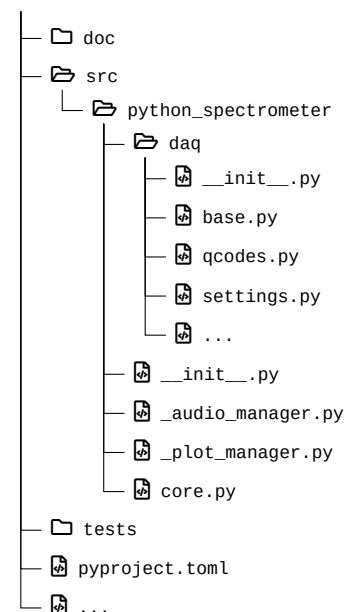 doc
src
python_spectrometer
daq
__init__.py
base.py
qcodes.py
settings.py
...
__init__.py
_audio_manager.py
_plot_manager.py
core.py
tests
pyproject.toml
...